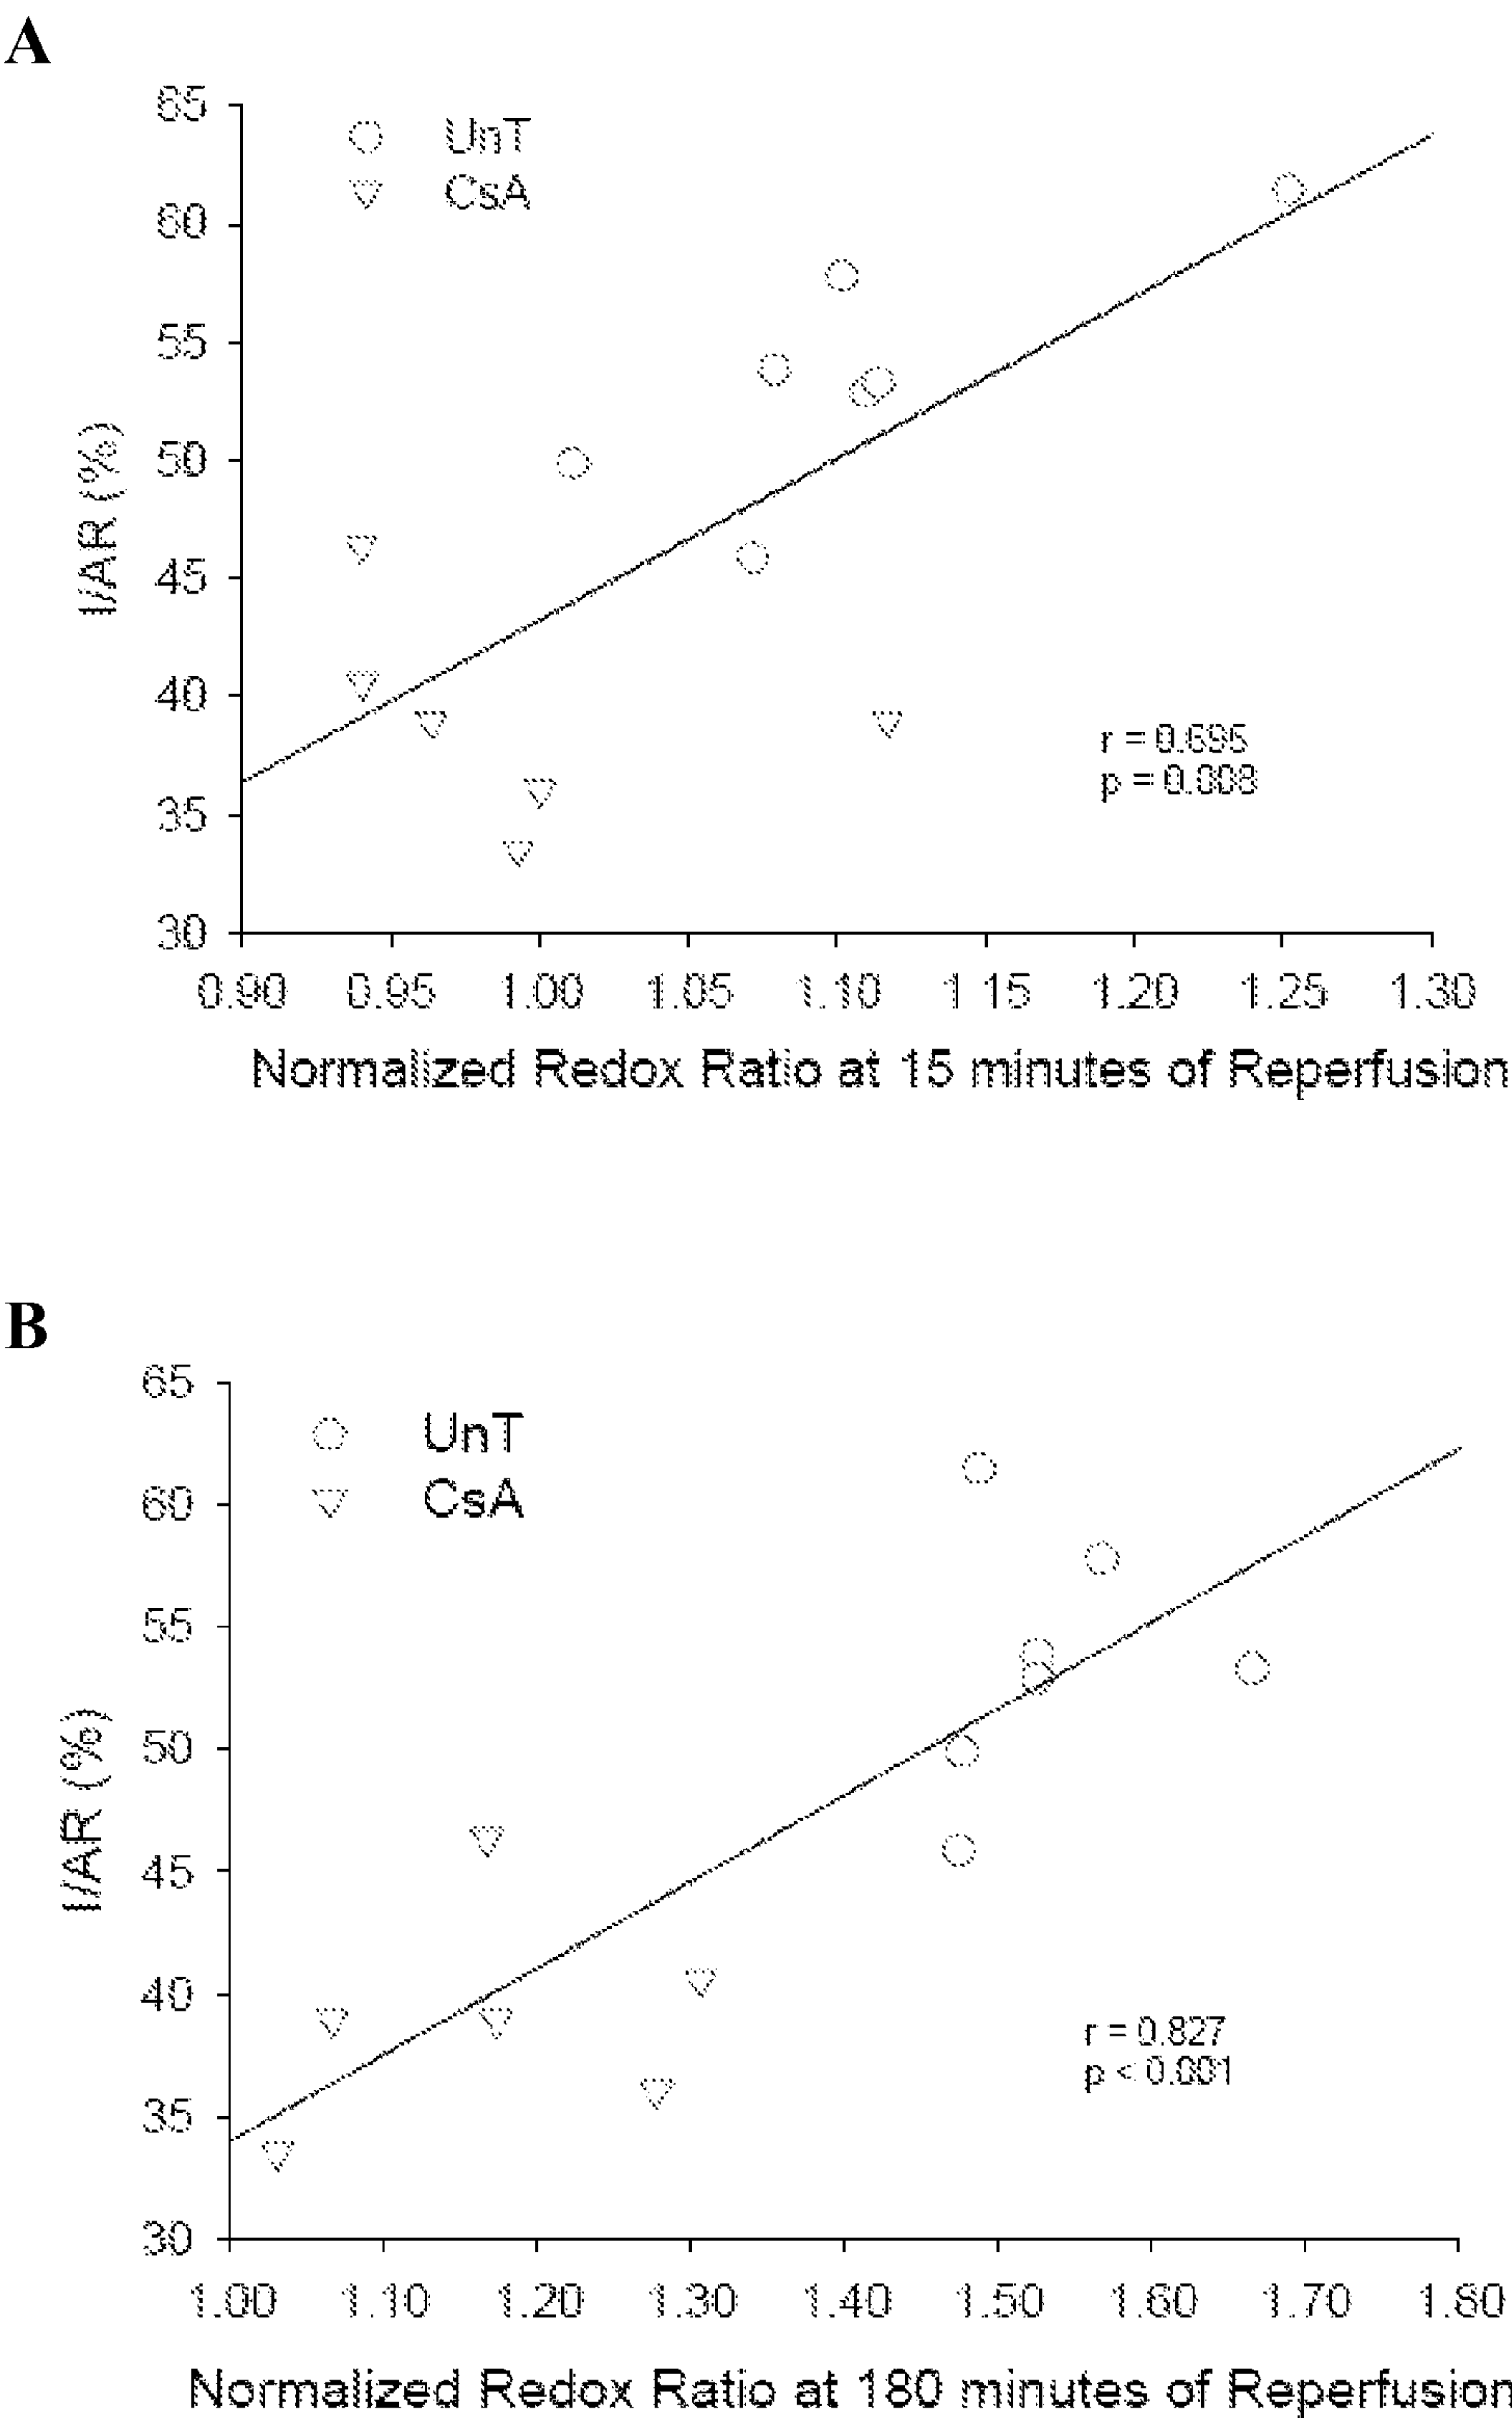 A
65
60
55
50
45
40
35
30
UnT
CsA
I/AR (%)
r = 0.695
p = 0.008
0.90 0.95 1.00 1.05 1.10 1.15 1.20 1.25 1.30
Normalized Redox Ratio at 15 minutes of Reperfusion
B
65
60
55
50
45
40
35
30
UnT
CsA
I/AR (%)
r = 0.827
p < 0.001
1.00 1.10 1.20 1.30 1.40 1.50 1.60 1.70 1.80
Normalized Redox Ratio at 180 minutes of Reperfusion